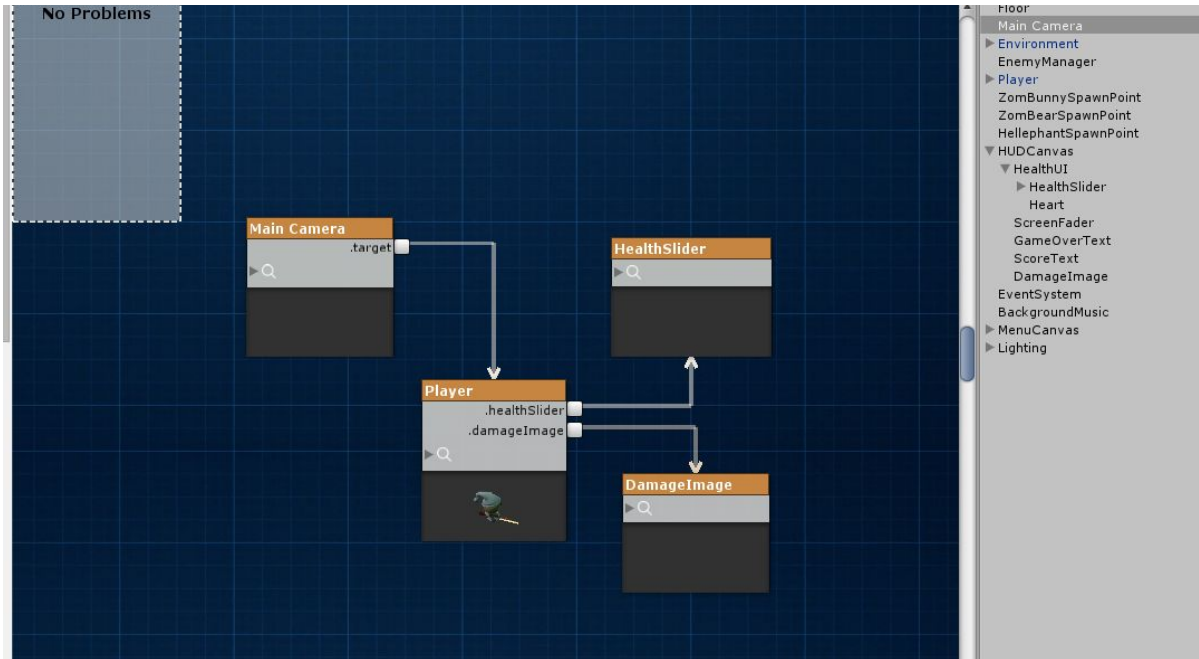 No Problems
Main Camera
.target
HealthSlider
Player
.healthSlider
.damageImage
DamageImage
Floor
Main Camera
Environment
EnemyManager
Player
ZomBunnySpawnPoint
ZomBearSpawnPoint
HellephantSpawnPoint
HUDCanvas
HealthUI
HealthSlider
Heart
ScreenFader
GameOverText
ScoreText
DamageImage
EventSystem
BackgroundMusic
MenuCanvas
Lighting